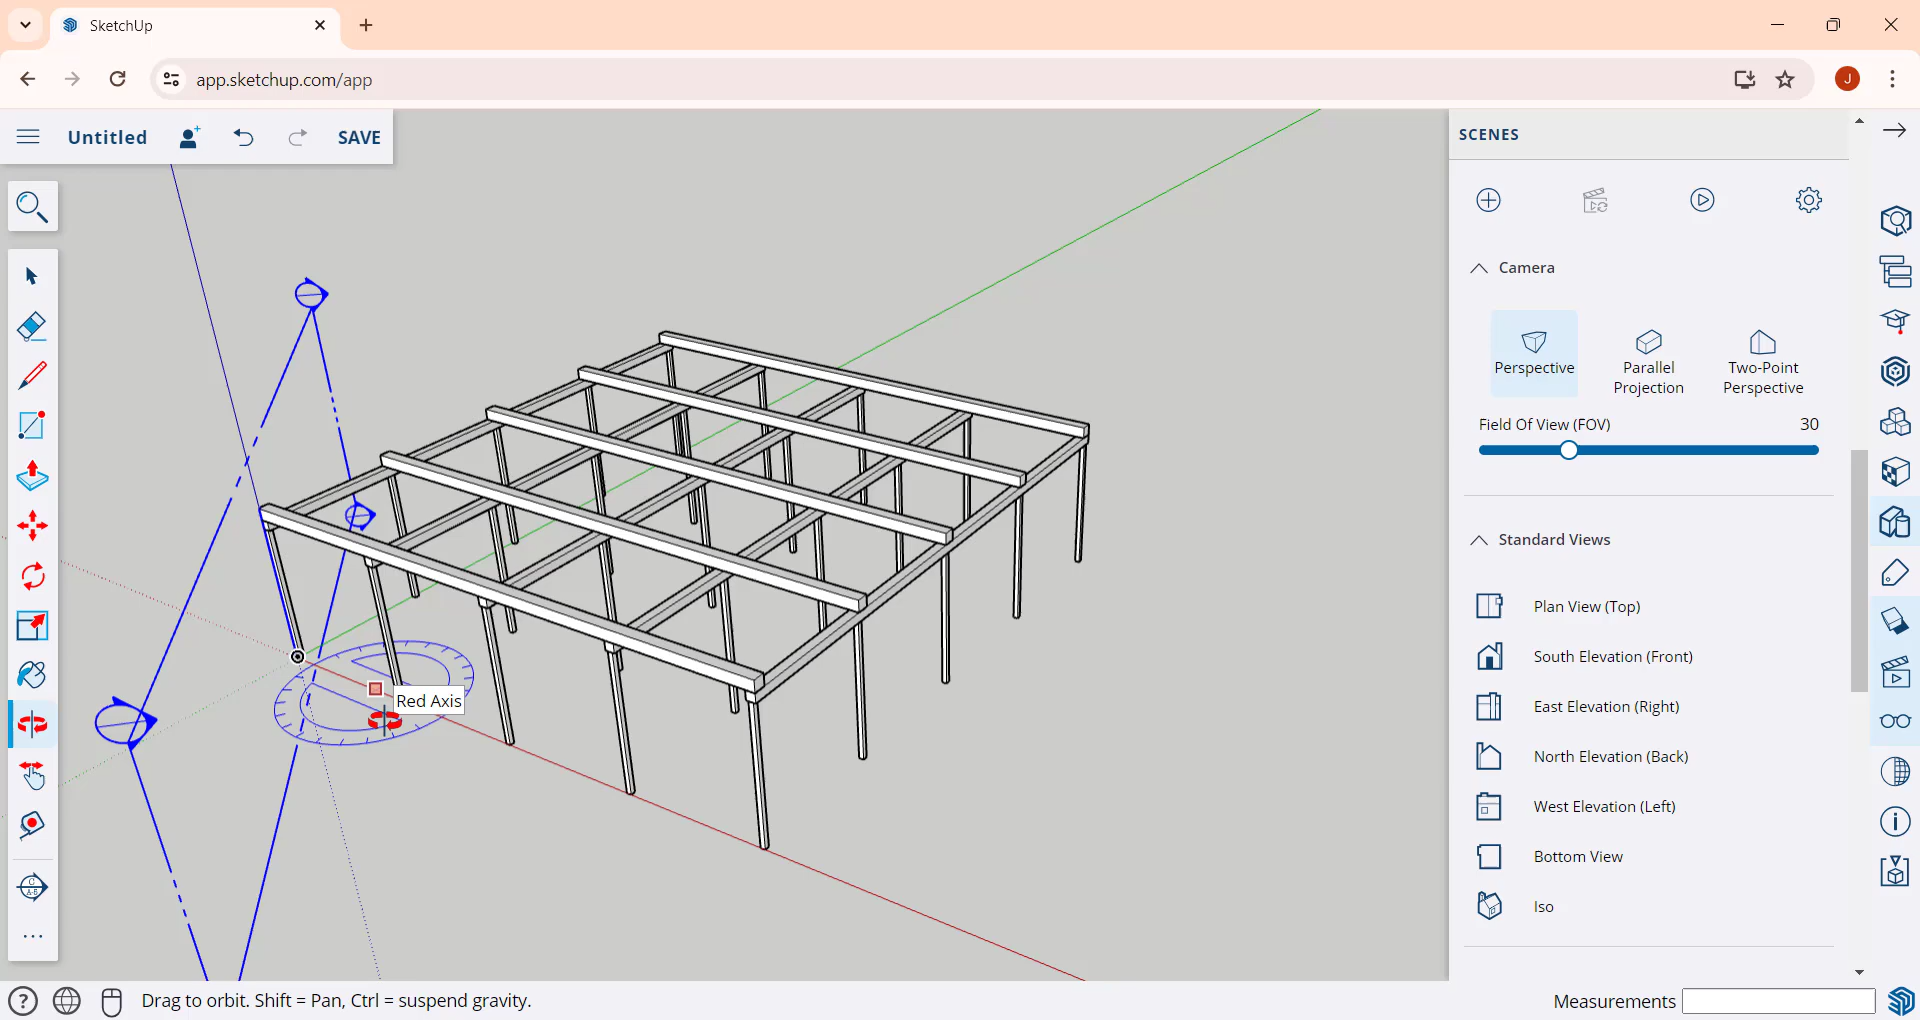 SketchUp
app.sketchup.com/app
J
Untitled
SAVE
SCENES
Camera
Perspective
Parallel
Projection
Two-Point
Perspective
Field Of View (FOV)
30
Standard Views
Plan View (Top)
South Elevation (Front)
East Elevation (Right)
North Elevation (Back)
West Elevation (Left)
Bottom View
Iso
Red Axis
C
A-6
Drag to orbit. Shift = Pan, Ctrl = suspend gravity.
Measurements